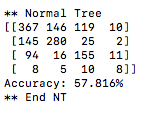 ** Normal Tree
[[367 146 119  10]
 [145 280  25   2]
 [ 94  16 155  11]
 [  8   5  10   8]]
Accuracy: 57.816%
** End NT